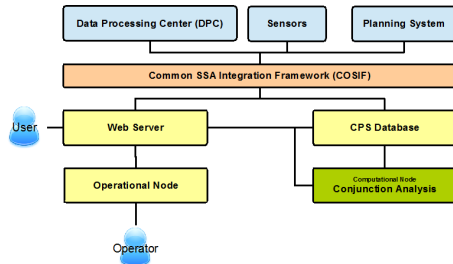 Data Processing Center (DPC)
Sensors
Planning System
Common SSA Integration Framework (COSIF)
User
Web Server
CPS Database
Operational Node
Computational Node
Conjunction Analysis
Operator